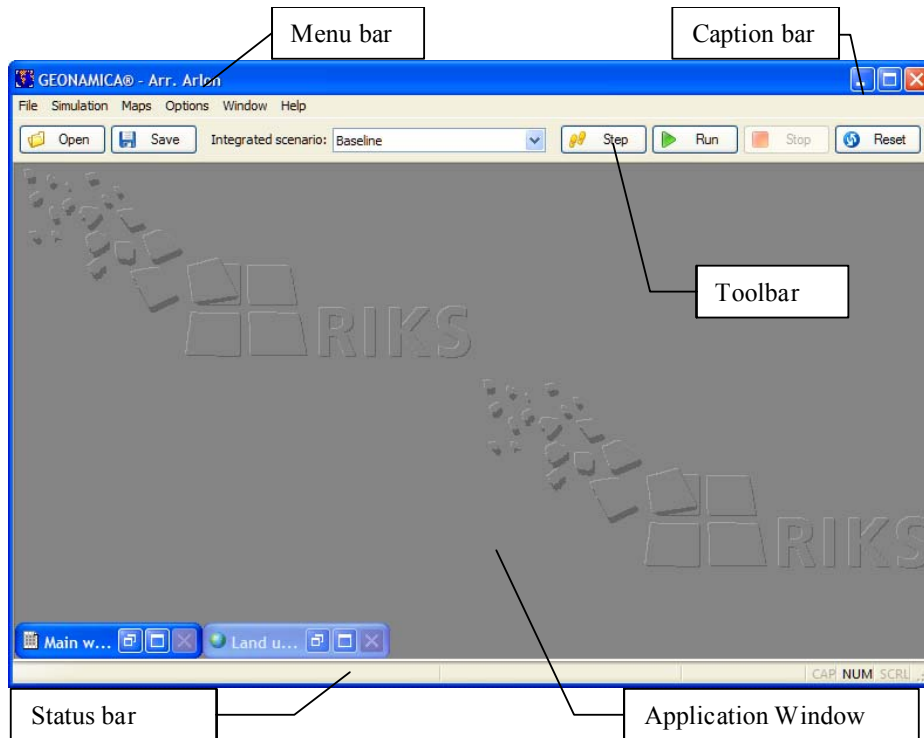 Menu bar
Caption bar
GEONAMICA® - Arr. Arlon
File Simulation Maps Options Window Help
Open Save Integrated scenario: Baseline Step Run Stop Reset
Toolbar
RIKS
RIKS
Main w... Land u...
CAP NUM SCRL
Status bar
Application Window